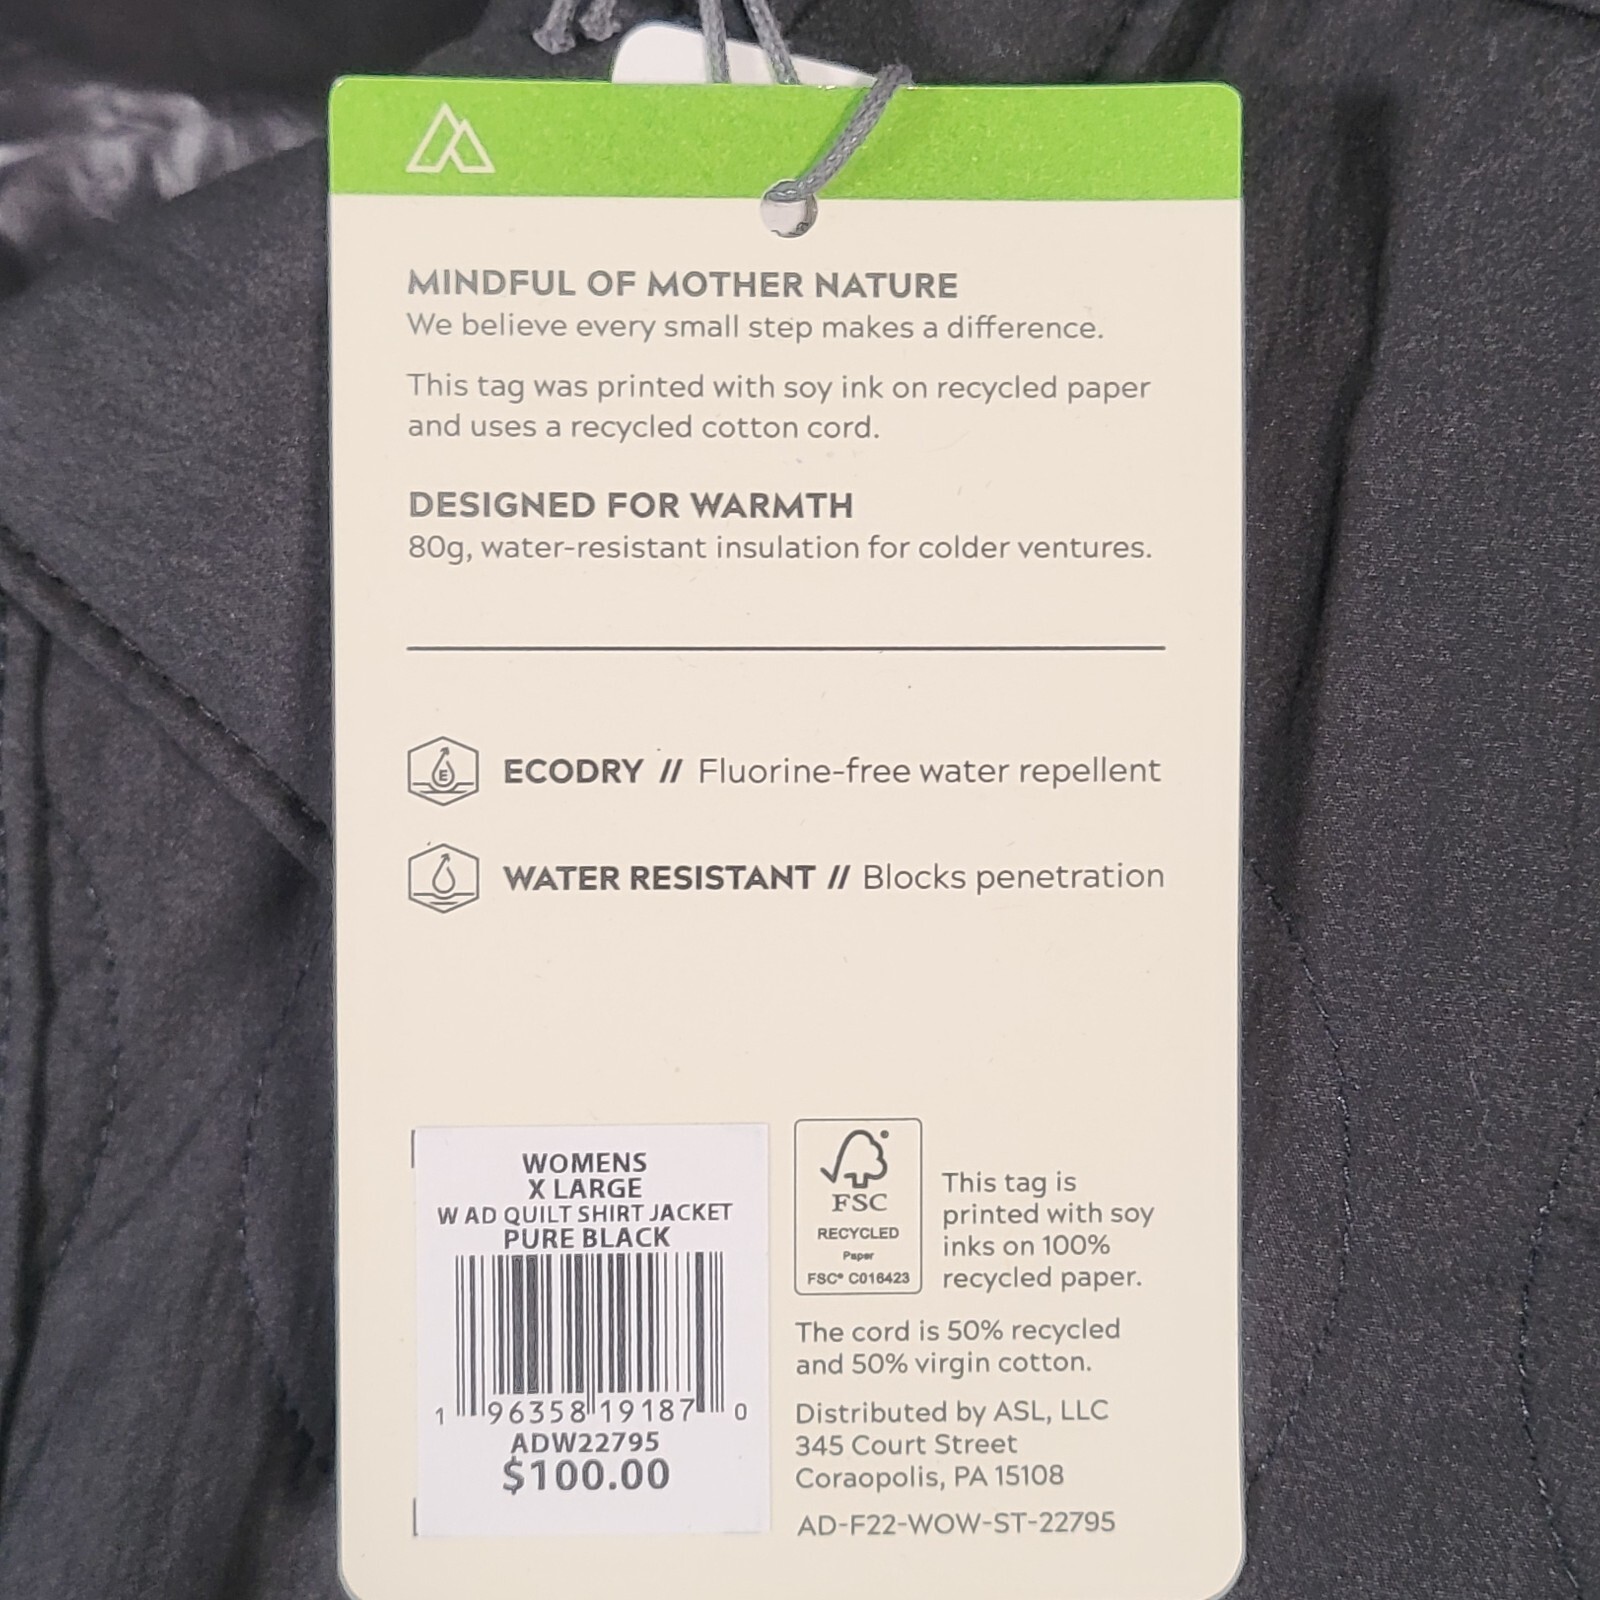 MINDFUL OF MOTHER NATURE
We believe every small step makes a difference.
This tag was printed with soy ink on recycled paper
and uses a recycled cotton cord.
DESIGNED FOR WARMTH
80g, water-resistant insulation for colder ventures.
E
ECODRY // Fluorine-free water repellent
WATER RESISTANT // Blocks penetration
WOMENS
X LARGE
W AD QUILT SHIRT JACKET
PURE BLACK
1 96358 19187 0
ADW22795
$100.00
FSC
RECYCLED
Paper
FSC® C016423
This tag is
printed with soy
inks on 100%
recycled paper.
The cord is 50% recycled
and 50% virgin cotton.
Distributed by ASL, LLC
345 Court Street
Coraopolis, PA 15108
AD-F22-WOW-ST-22795